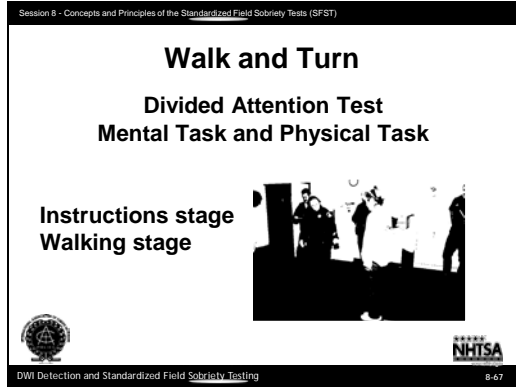 Session 8 - Concepts and Principles of the Standardized Field Sobriety Tests (SFST)
Walk and Turn
Divided Attention Test
Mental Task and Physical Task
Instructions stage
Walking stage
NHTSA
DWI Detection and Standardized Field Sobriety Testing
8-67